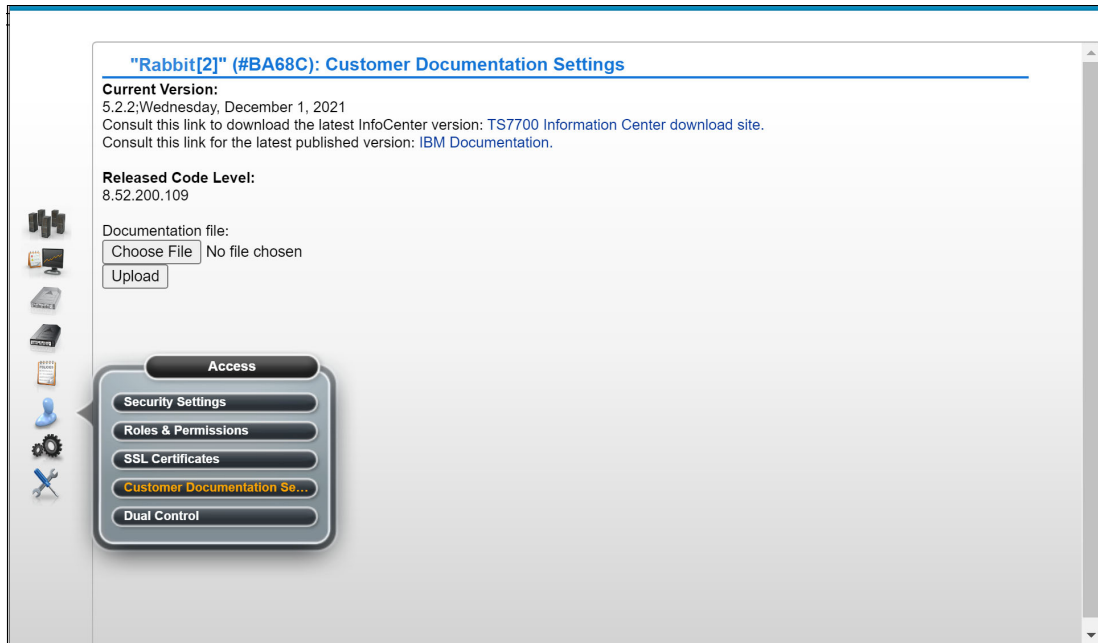 "Rabbit[2]" (#BA68C): Customer Documentation Settings
Current Version:
5.2.2;Wednesday, December 1, 2021
Consult this link to download the latest InfoCenter version: TS7700 Information Center download site.
Consult this link for the latest published version: IBM Documentation.
Released Code Level:
8.52.200.109
Documentation file:
Choose File No file chosen
Upload
Access
Security Settings
Roles & Permissions
SSL Certificates
Customer Documentation Se...
Dual Control